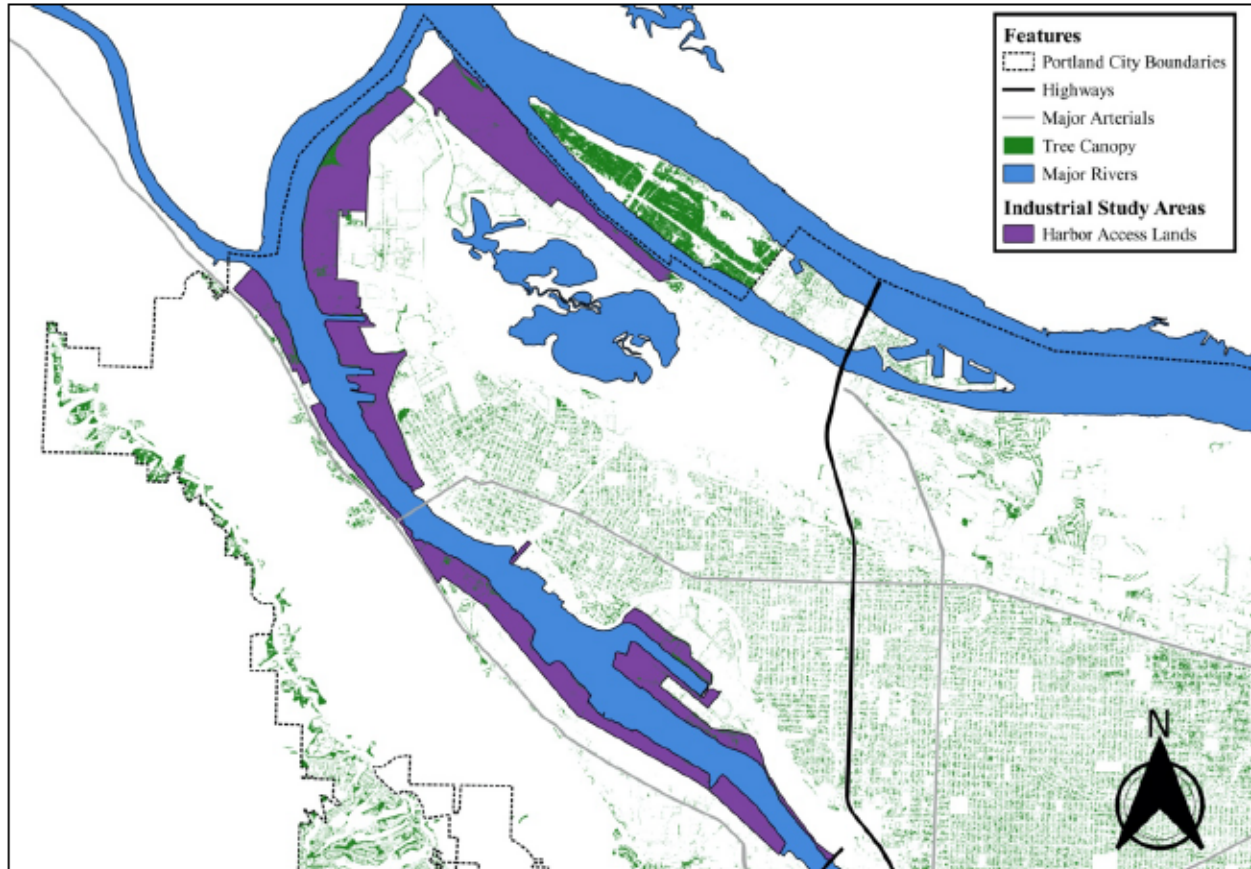 Features
Portland City Boundaries
Highways
Major Arterials
Tree Canopy
Major Rivers
Industrial Study Areas
Harbor Access Lands
N